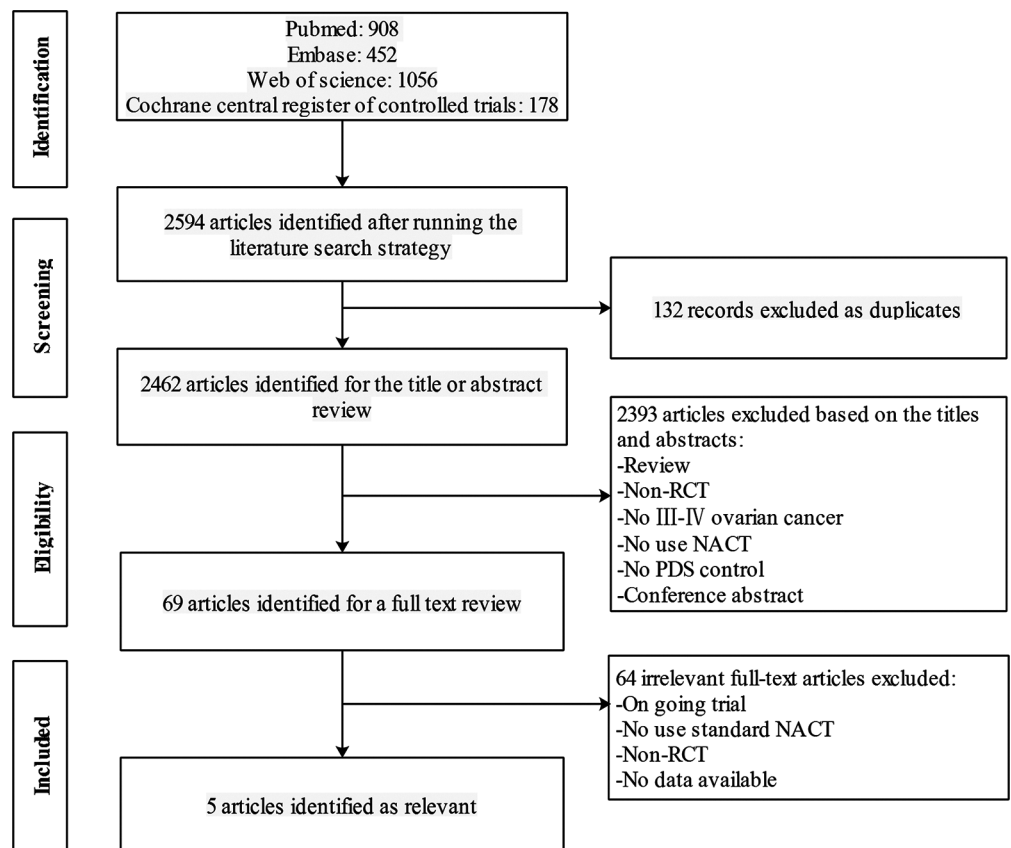 Identification
Pubmed: 908
Embase: 452
Web of science: 1056
Cochrane central register of controlled trials: 178
2594 articles identified after running the
literature search strategy
Screening
132 records excluded as duplicates
2462 articles identified for the title or abstract
review
Eligibility
2393 articles excluded based on the titles
and abstracts:
-Review
-Non-RCT
-No III-IV ovarian cancer
-No use NACT
-No PDS control
-Conference abstract
69 articles identified for a full text review
Included
64 irrelevant full-text articles excluded:
-On going trial
-No use standard NACT
-Non-RCT
-No data available
5 articles identified as relevant